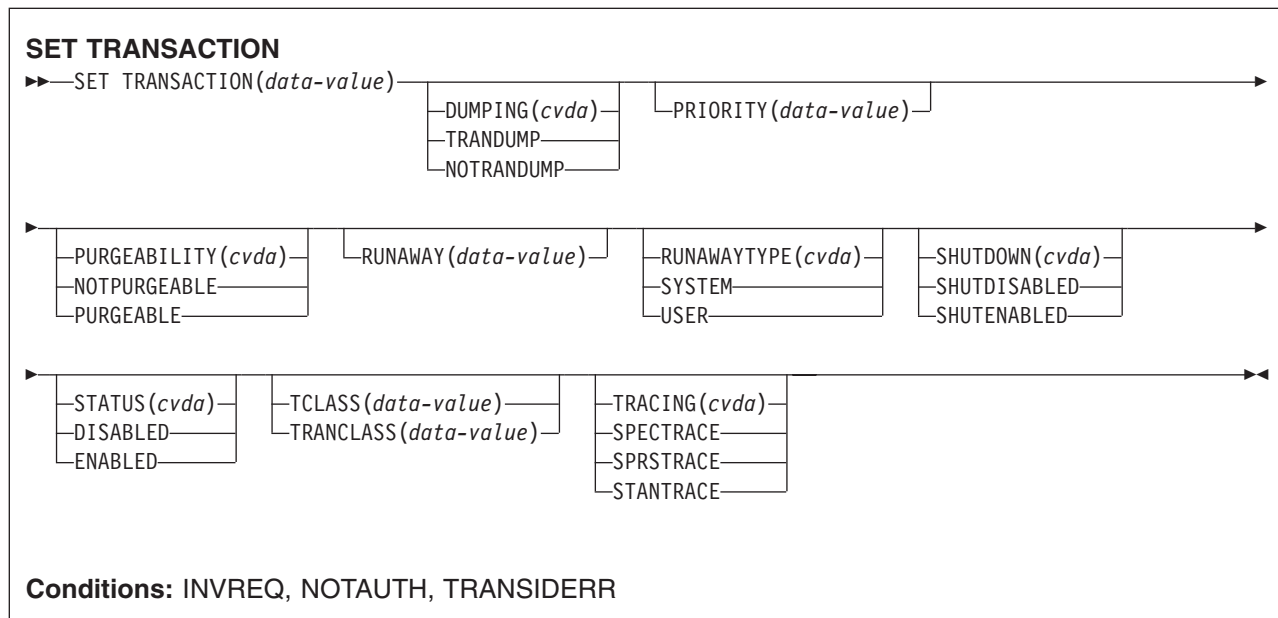 SET TRANSACTION
SET TRANSACTION(data-value)
DUMPING(cvda)
TRANDUMP
NOTRANDUMP
PRIORITY(data-value)
PURGEABILITY(cvda)
NOTPURGEABLE
PURGEABLE
RUNAWAY(data-value)
RUNAWAYTYPE(cvda)
SYSTEM
USER
SHUTDOWN(cvda)
SHUTDISABLED
SHUTENABLED
STATUS(cvda)
DISABLED
ENABLED
TCLASS(data-value)
TRANCLASS(data-value)
TRACING(cvda)
SPECTRACE
SPRSTRACE
STANTRACE
Conditions: INVREQ, NOTAUTH, TRANSIDERR